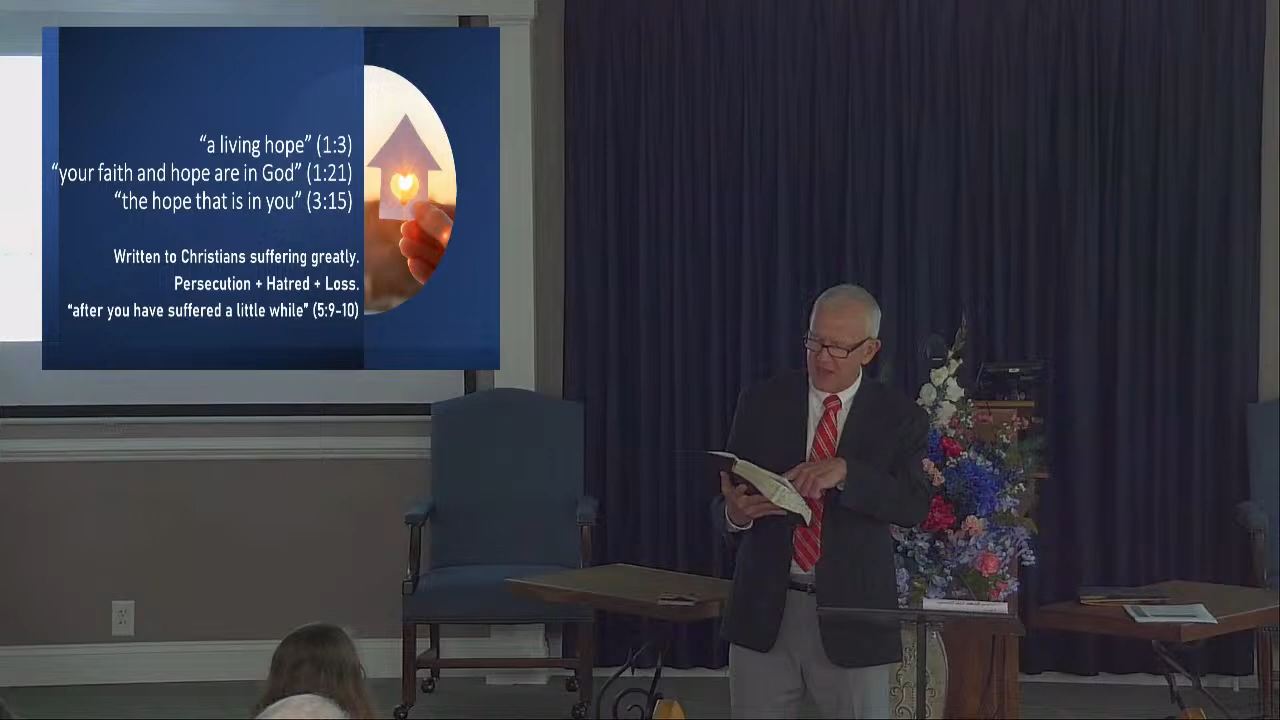 “a living hope” (1:3)
“your faith and hope are in God” (1:21)
“the hope that is in you” (3:15)
Written to Christians suffering greatly.
Persecution + Hatred + Loss.
“after you have suffered a little while” (5:9-10)